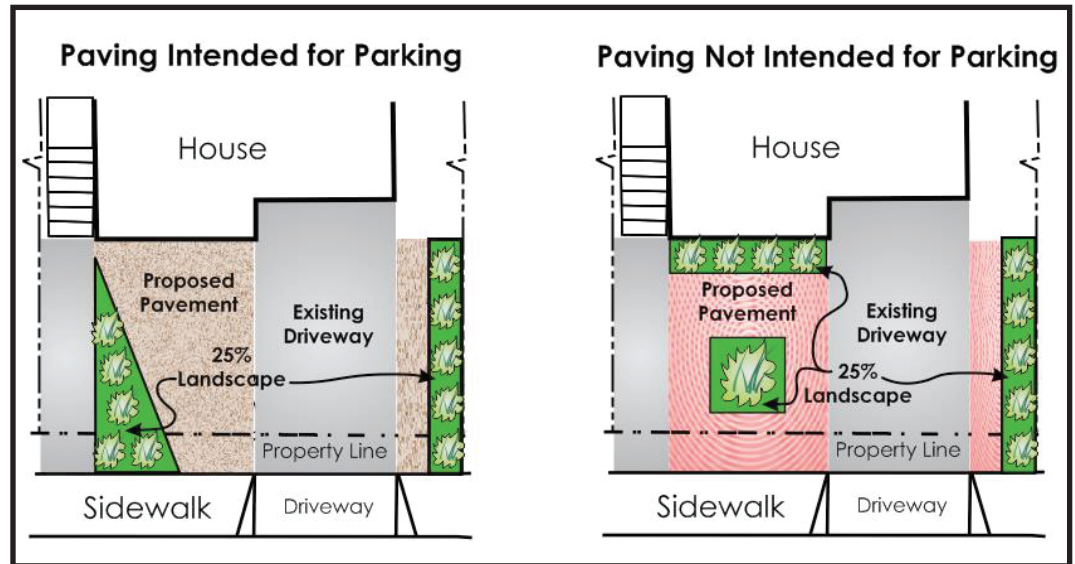 Paving Intended for Parking
House
Proposed
Pavement
Existing
Driveway
25%
Landscape
Property Line
Sidewalk
Driveway
Paving Not Intended for Parking
House
Proposed
Pavement
Existing
Driveway
25%
Landscape
Property Line
Sidewalk
Driveway